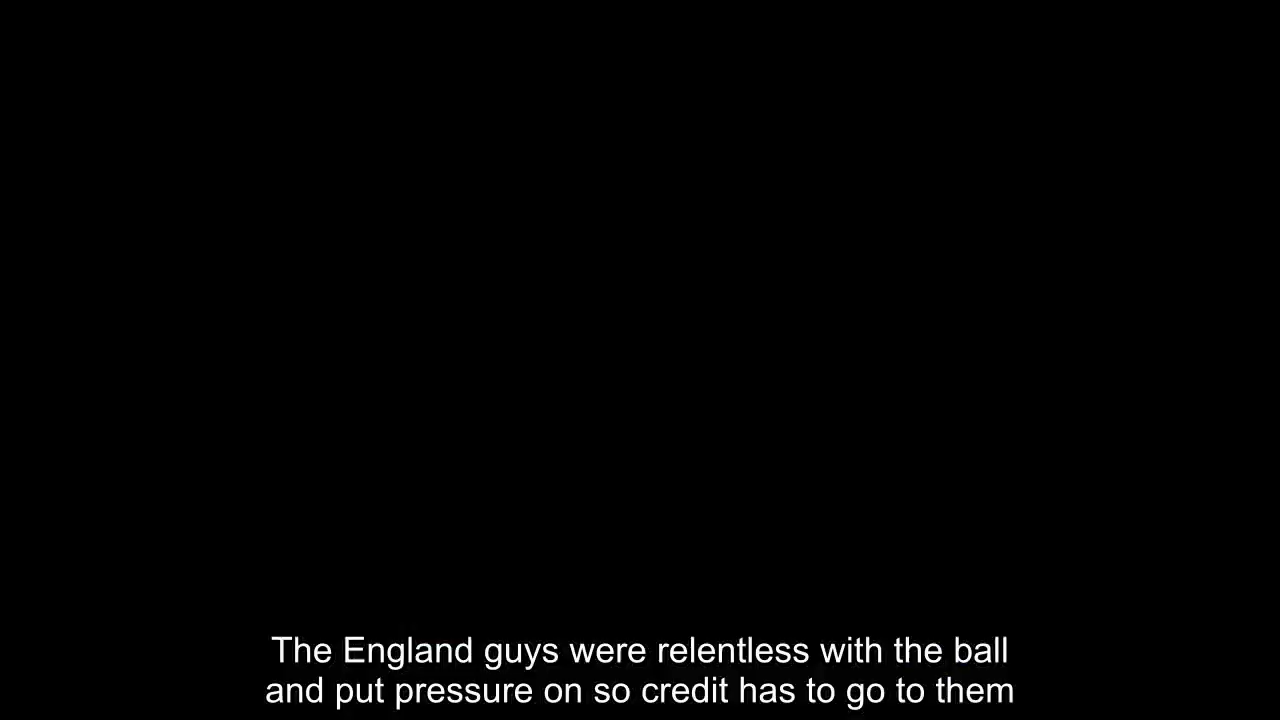 The England guys were relentless with the ball
and put pressure on so credit has to go to them